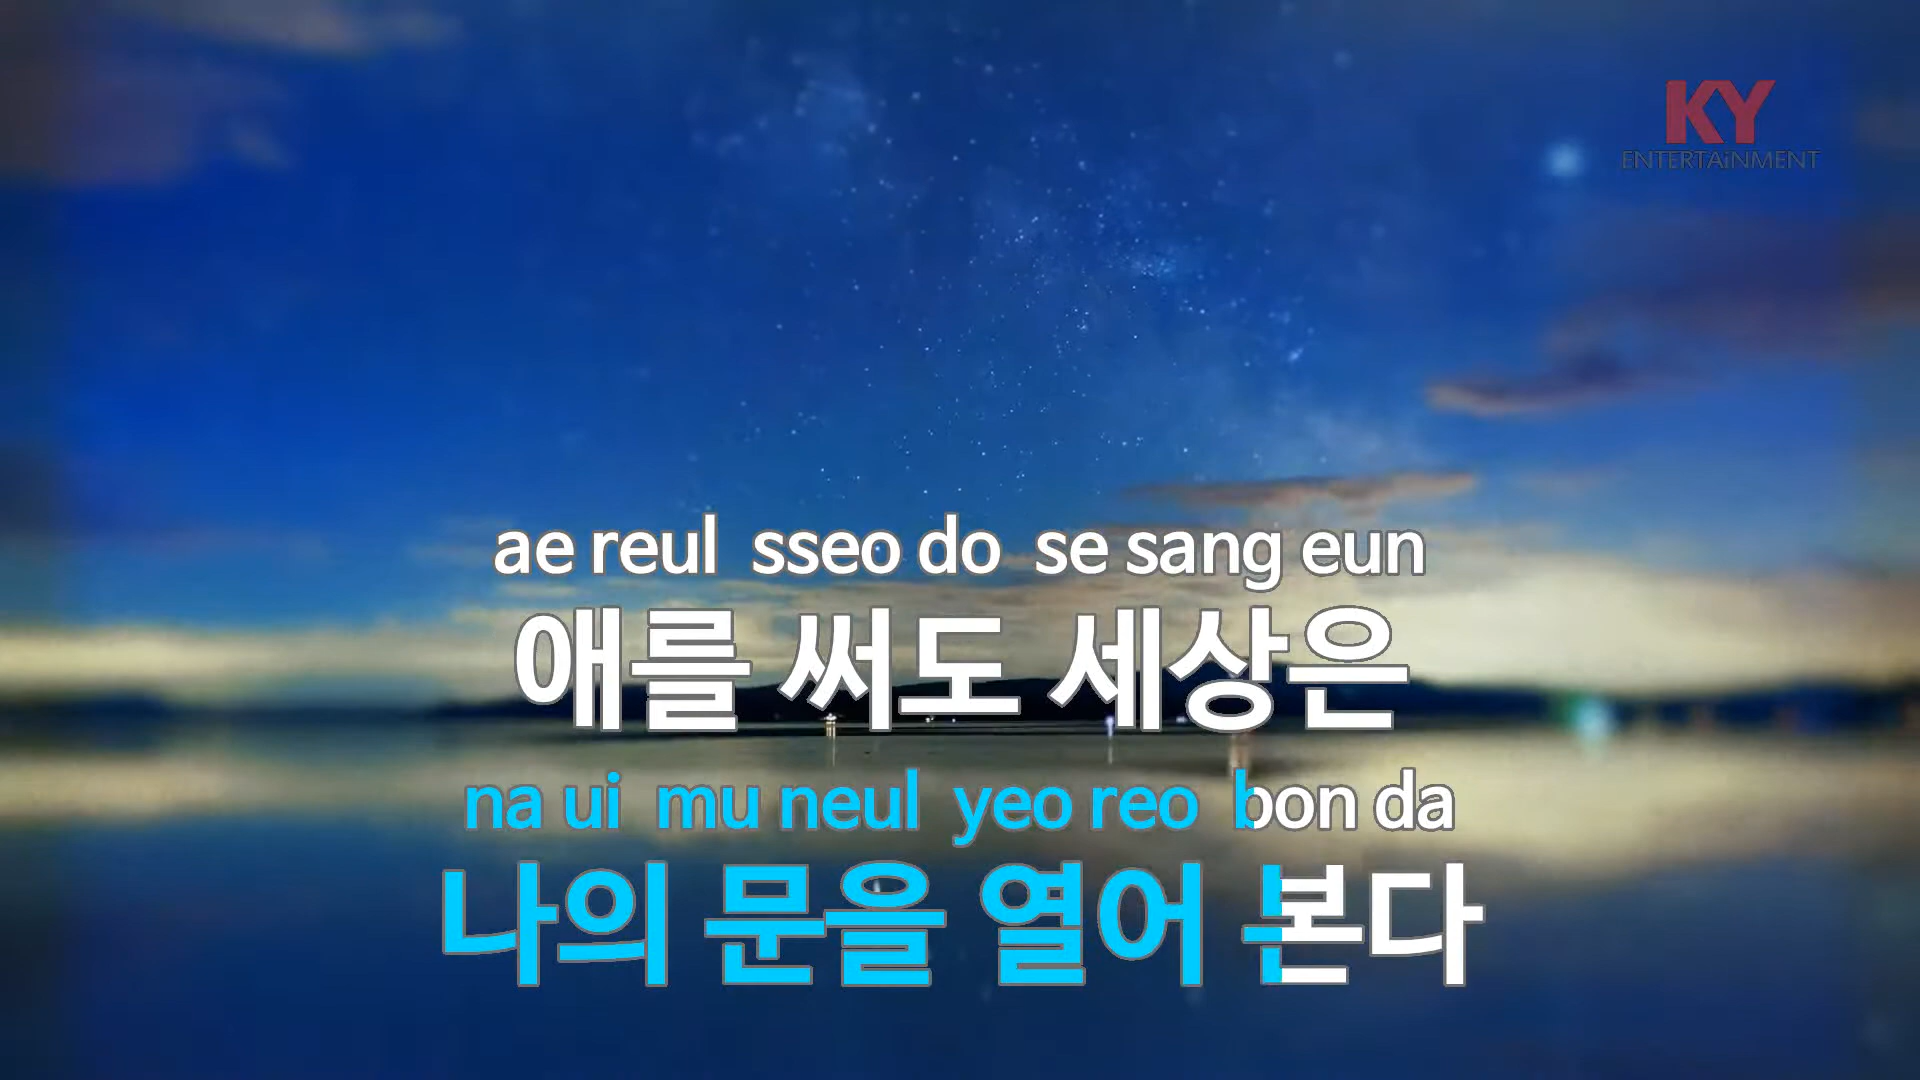 KY
ENTERTAiNMENT
ae reul sseo do se sang eun
애를 써도 세상은
na ui mu neul yeo reo bon da
나의 문을 열어 본다